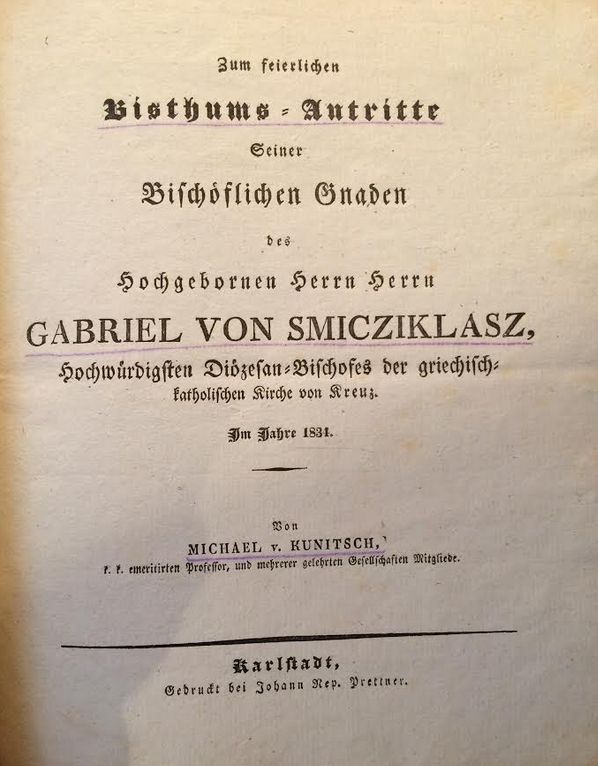 Zum feierlichen
Bisthums-Antritte
Seiner
Bischöflichen Gnaden
des
Hochgebornen Herrn Herrn
GABRIEL VON SMICZIKLASZ,
Hochwürdigsten Diözesan-Bischofes der griechisch-
katholischen Kirche von Kreuz.
Im Jahre 1834.
Von
MICHAEL v. KUNITSCH,
k. k. emeritirten Professor, und mehrerer gelehrten Gesellschaften Mitgliede.
Karlstadt,
Gedruckt bei Johann Nep. Prettner.